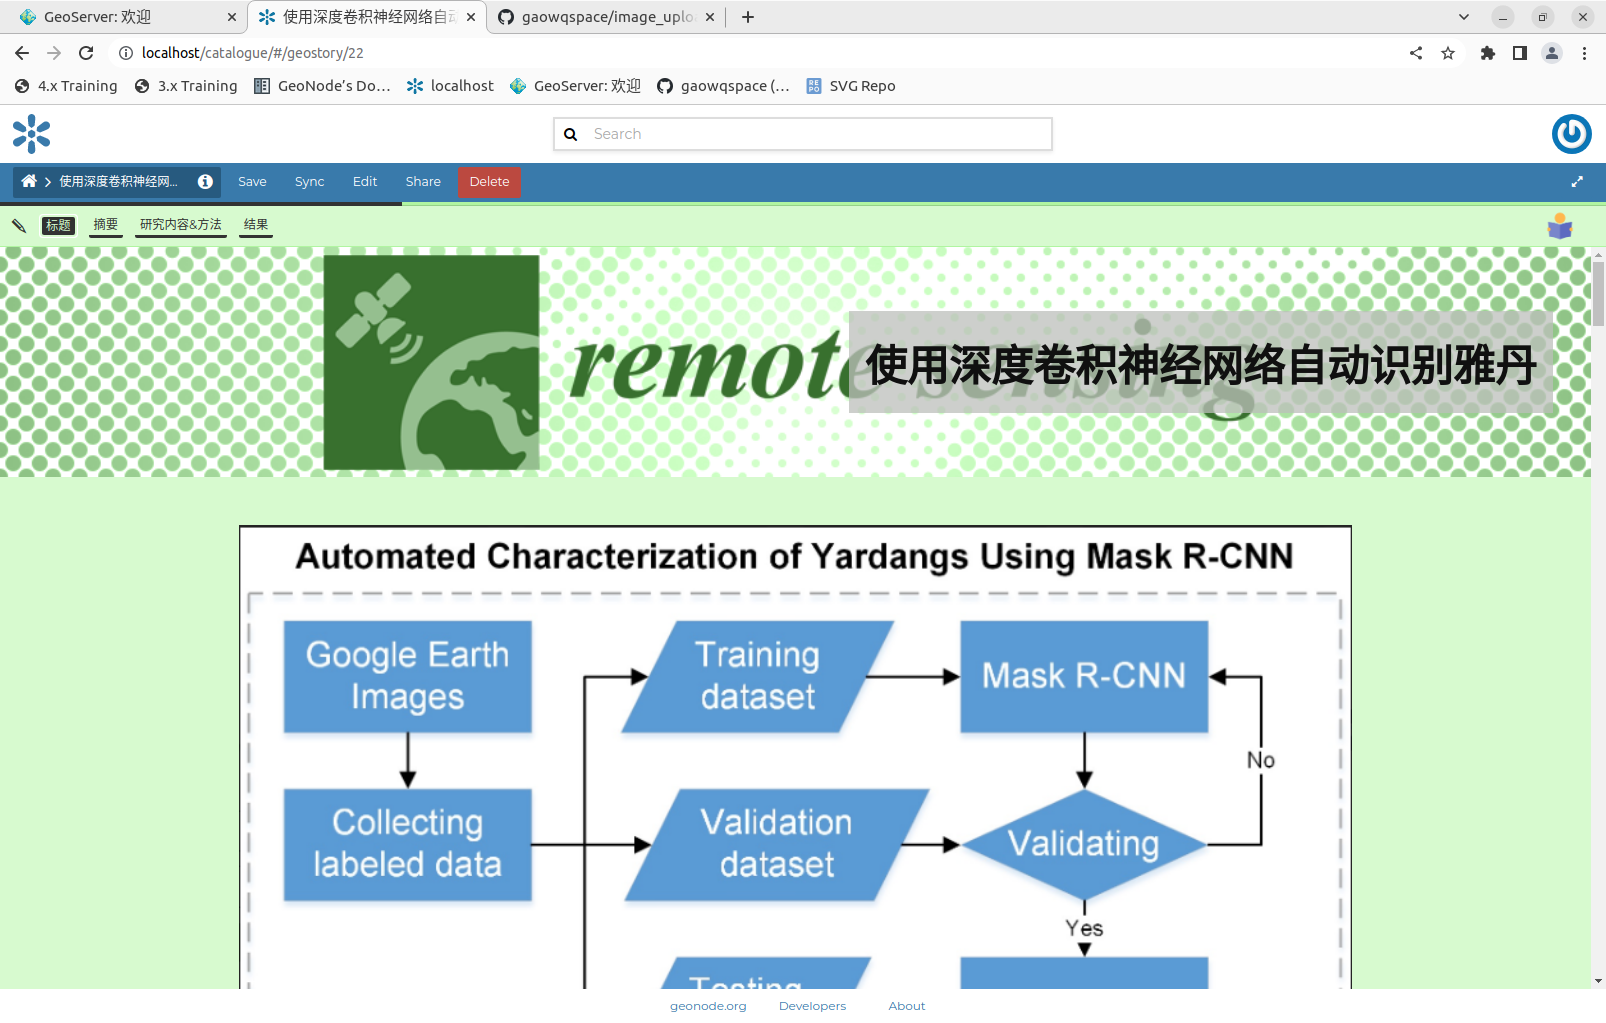 GeoServer: 欢迎
使用深度卷积神经网络自动
gaowqspace/image_uplo
localhost/catalogue/#/geostory/22
4.x Training
3.x Training
GeoNode’s Do…
localhost
GeoServer: 欢迎
gaowqspace (…
SVG Repo
Search
使用深度卷积神经网…
Save
Sync
Edit
Share
Delete
标题
摘要
研究内容&方法
结果
remote sensing
使用深度卷积神经网络自动识别雅丹
Automated Characterization of Yardangs Using Mask R-CNN
Google Earth
Images
Training
dataset
Mask R-CNN
No
Collecting
labeled data
Validation
dataset
Validating
Yes
Testing
geonode.org
Developers
About